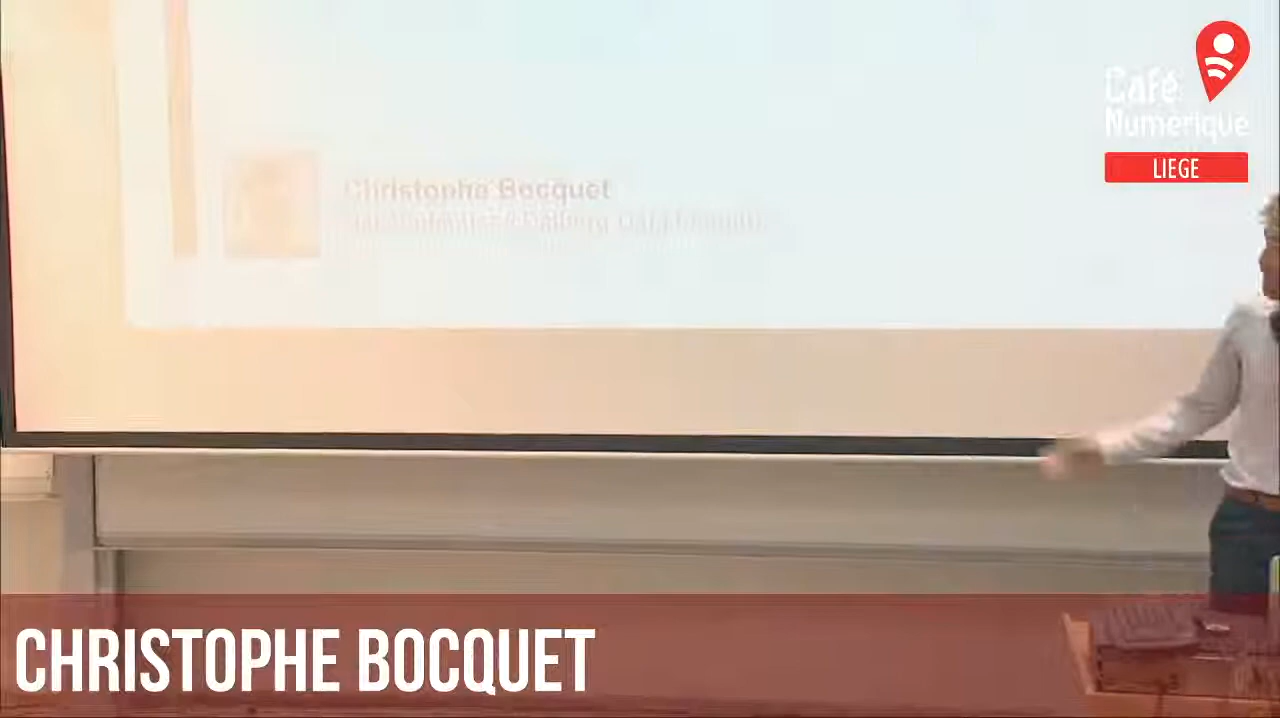 Café
Numérique
LIEGE
Christophe Bocquet
CHRISTOPHE BOCQUET